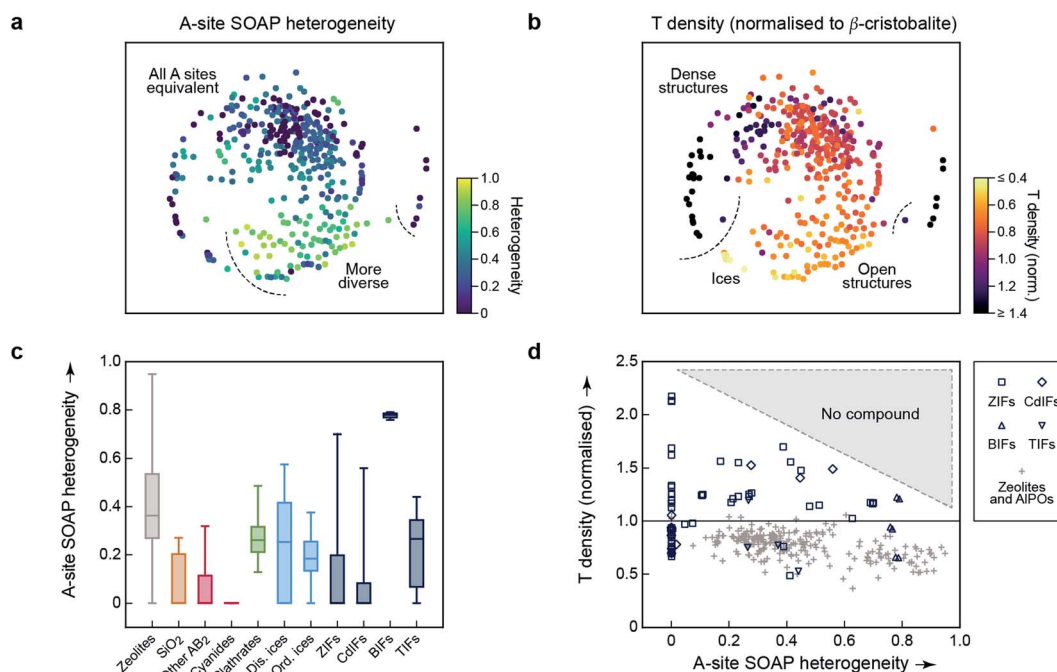 a
A-site SOAP heterogeneity
All A sites
equivalent
More
diverse
1.0
0.8
0.6
0.4
0.2
0
Heterogeneity
b
T density (normalised to β-cristobalite)
Dense
structures
Ices
Open
structures
≤ 0.4
0.6
0.8
1.0
1.2
≥ 1.4
T density (norm.)
c
A-site SOAP heterogeneity →
1.0
0.8
0.6
0.4
0.2
0
Zeolites
SiO₂
Other AB₂
Cyanides
Clathrates
Dis. ices
Ord. ices
ZIFs
CdIFs
BIFs
TIFs
d
T density (normalised) →
2.5
2.0
1.5
1.0
0.5
0
No compound
0
0.2
0.4
0.6
0.8
1.0
A-site SOAP heterogeneity →
ZIFs CdIFs
BIFs TIFs
Zeolites
and AlPOs